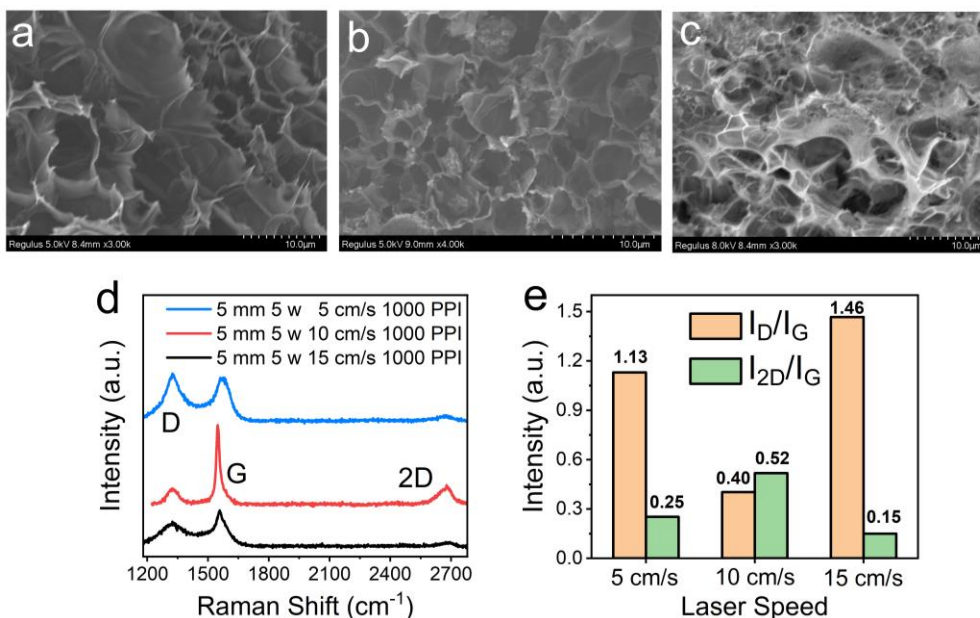 a
b
c
Regulus 5.0kV 8.4mm x3.00k 10.0µm
Regulus 5.0kV 9.0mm x4.00k 10.0µm
Regulus 8.0kV 8.4mm x3.00k 10.0µm
d
5 mm 5 w 5 cm/s 1000 PPI
5 mm 5 w 10 cm/s 1000 PPI
5 mm 5 w 15 cm/s 1000 PPI
D
G
2D
Intensity (a.u.)
1200 1500 1800 2100 2400 2700
Raman Shift (cm⁻¹)
e
I_D/I_G
I_2D/I_G
1.13
0.25
0.40
0.52
1.46
0.15
Intensity (a.u.)
1.5
1.2
0.9
0.6
0.3
0.0
5 cm/s 10 cm/s 15 cm/s
Laser Speed